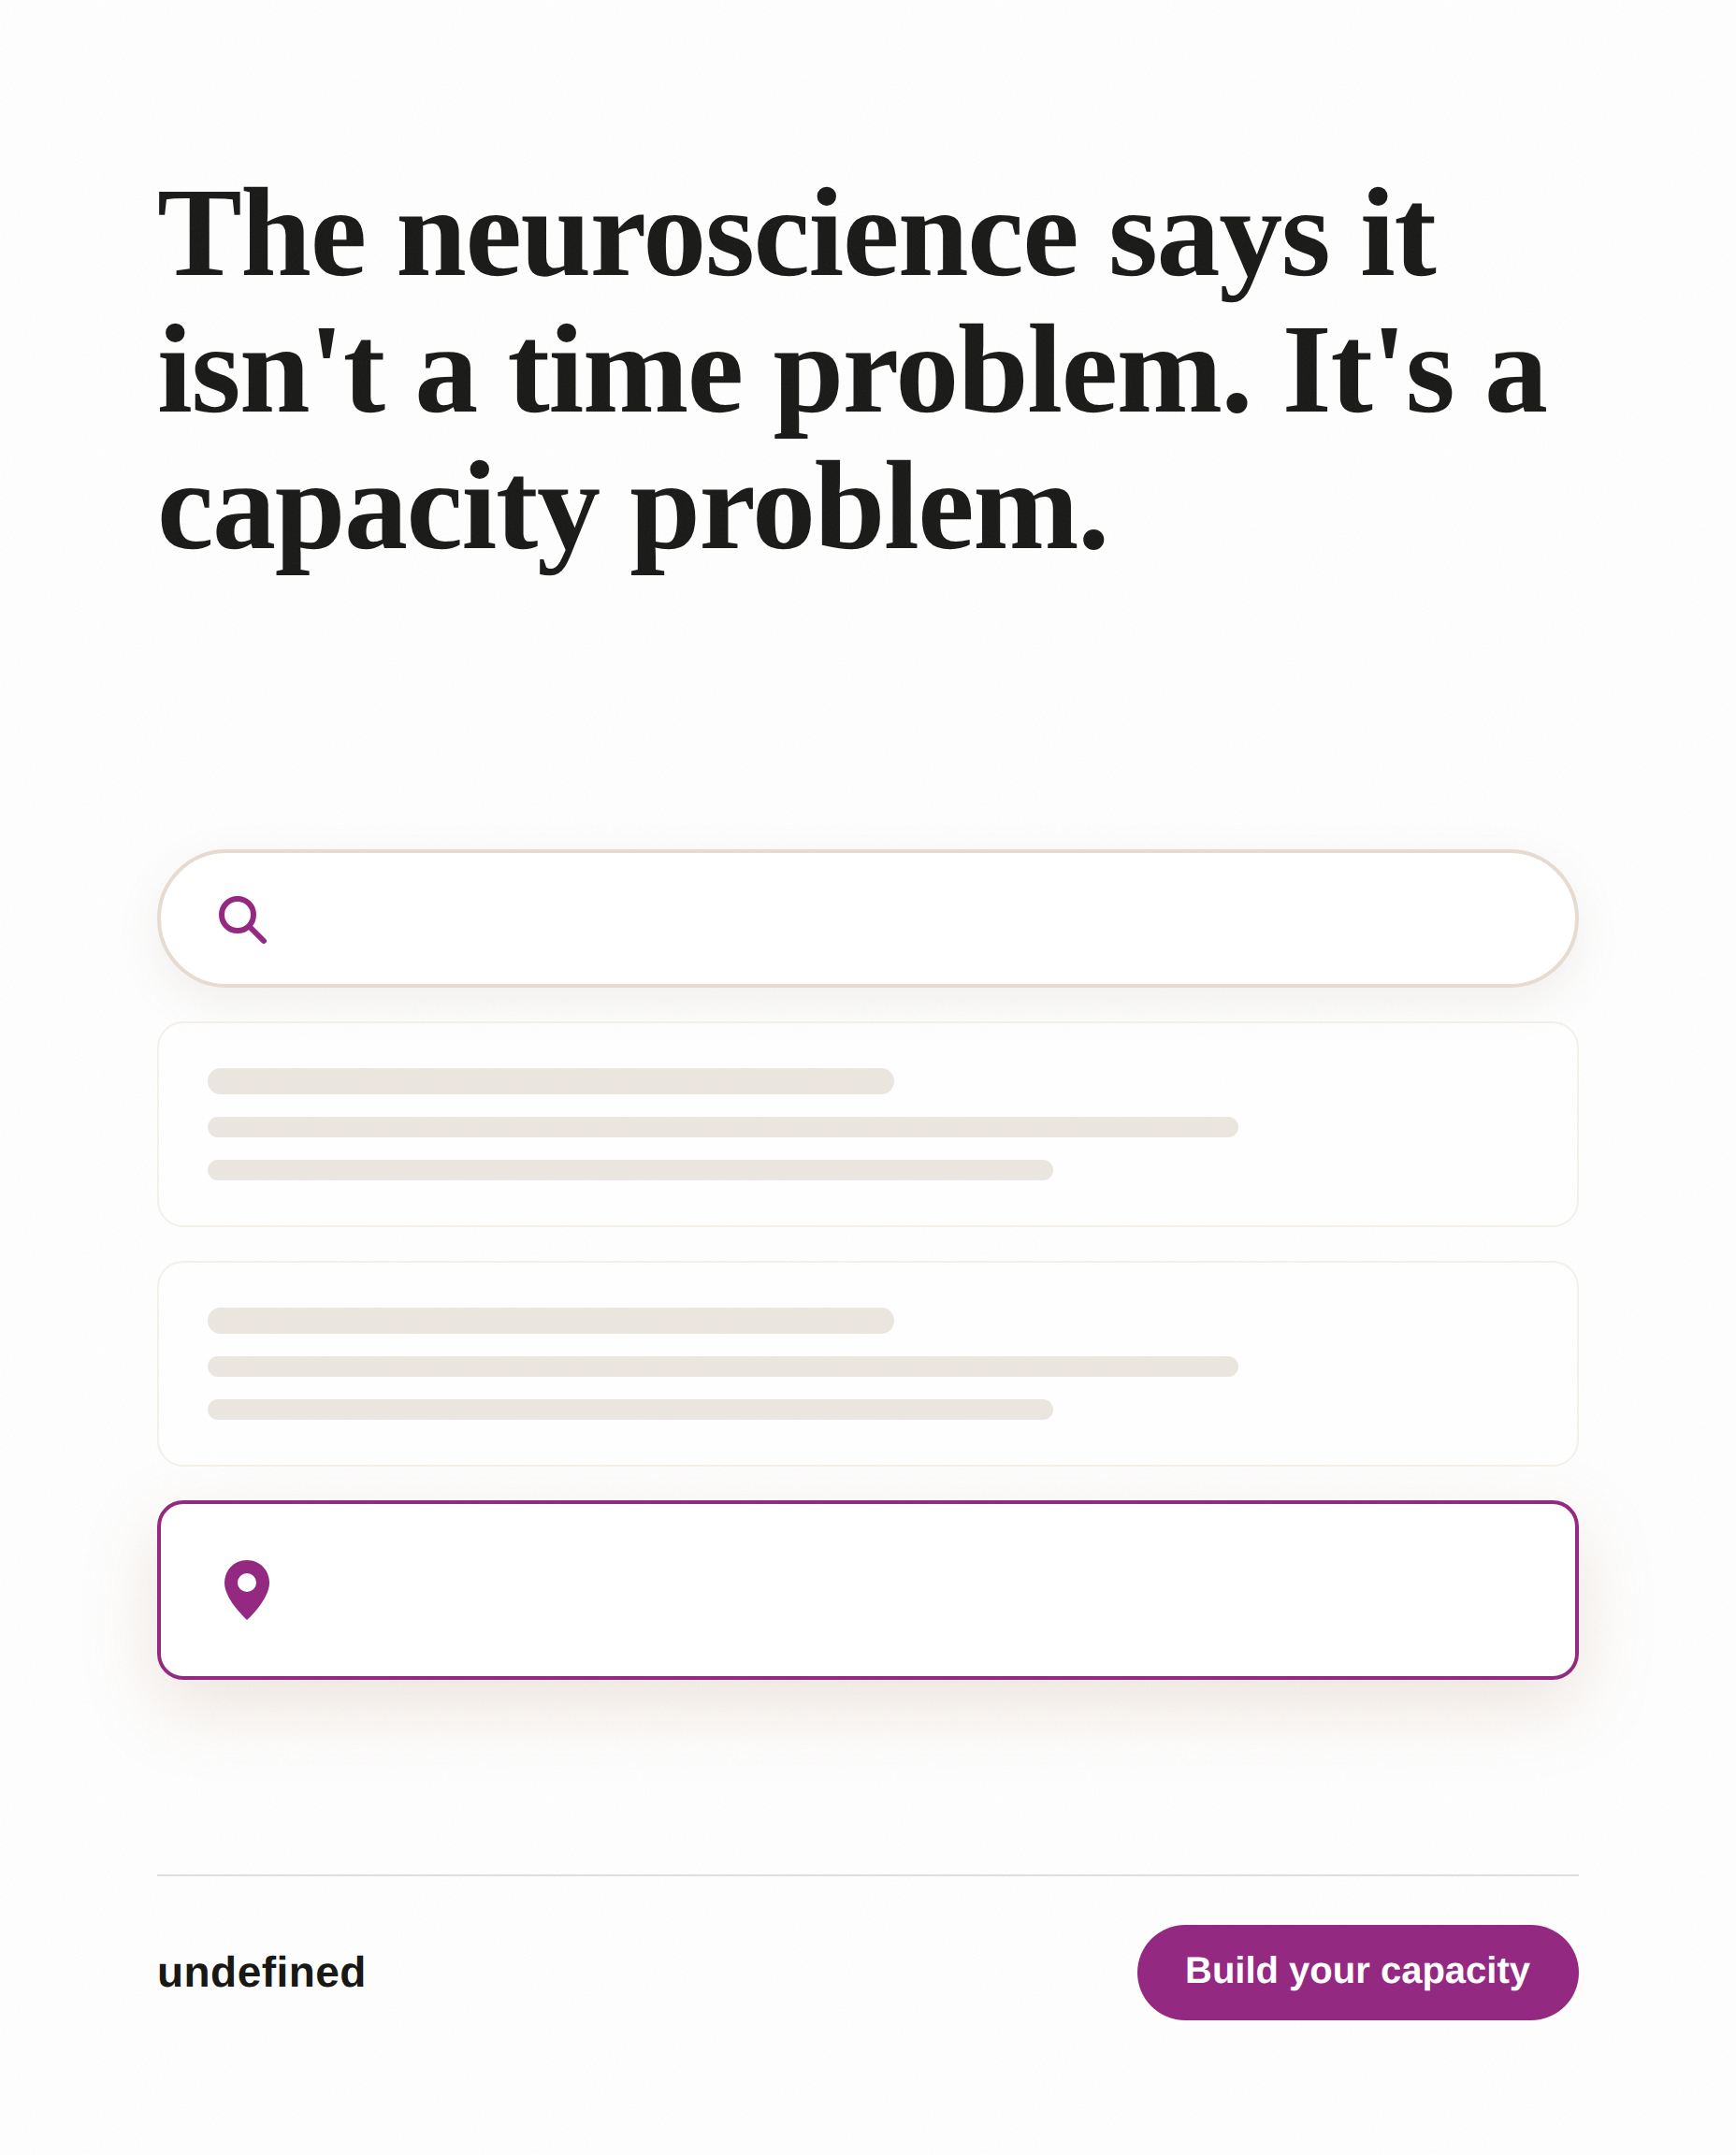 The neuroscience says it
isn't a time problem. It's a
capacity problem.
undefined
Build your capacity